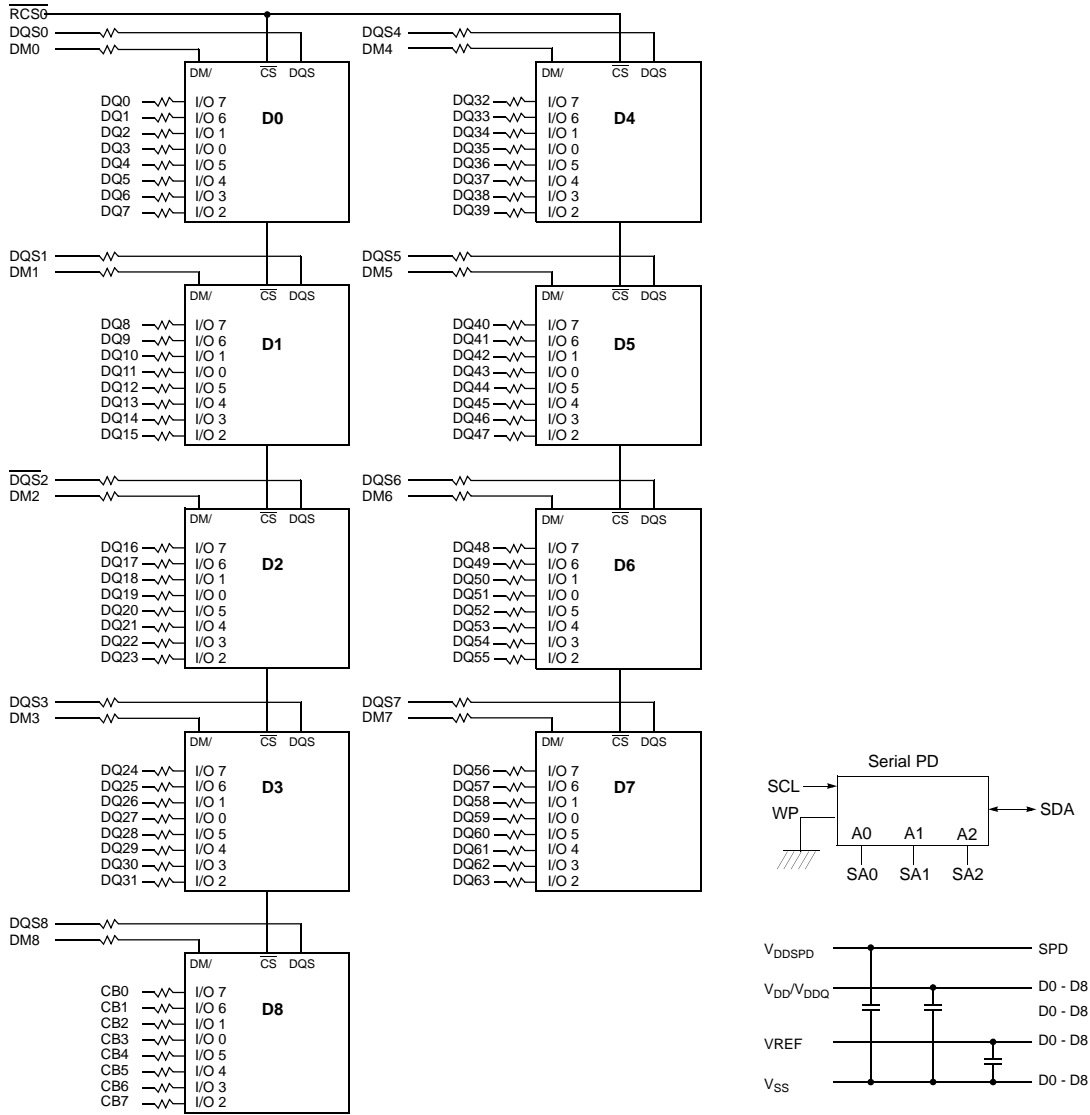 RCS0
DQS0
DM0
DM/ CS DQS
D0
DQ0 I/O 7
DQ1 I/O 6
DQ2 I/O 1
DQ3 I/O 0
DQ4 I/O 5
DQ5 I/O 4
DQ6 I/O 3
DQ7 I/O 2
DQS1
DM1
DM/ CS DQS
D1
DQ8 I/O 7
DQ9 I/O 6
DQ10 I/O 1
DQ11 I/O 0
DQ12 I/O 5
DQ13 I/O 4
DQ14 I/O 3
DQ15 I/O 2
DQS2
DM2
DM/ CS DQS
D2
DQ16 I/O 7
DQ17 I/O 6
DQ18 I/O 1
DQ19 I/O 0
DQ20 I/O 5
DQ21 I/O 4
DQ22 I/O 3
DQ23 I/O 2
DQS3
DM3
DM/ CS DQS
D3
DQ24 I/O 7
DQ25 I/O 6
DQ26 I/O 1
DQ27 I/O 0
DQ28 I/O 5
DQ29 I/O 4
DQ30 I/O 3
DQ31 I/O 2
DQS8
DM8
DM/ CS DQS
D8
CB0 I/O 7
CB1 I/O 6
CB2 I/O 1
CB3 I/O 0
CB4 I/O 5
CB5 I/O 4
CB6 I/O 3
CB7 I/O 2
DQS4
DM4
DM/ CS DQS
D4
DQ32 I/O 7
DQ33 I/O 6
DQ34 I/O 1
DQ35 I/O 0
DQ36 I/O 5
DQ37 I/O 4
DQ38 I/O 3
DQ39 I/O 2
DQS5
DM5
DM/ CS DQS
D5
DQ40 I/O 7
DQ41 I/O 6
DQ42 I/O 1
DQ43 I/O 0
DQ44 I/O 5
DQ45 I/O 4
DQ46 I/O 3
DQ47 I/O 2
DQS6
DM6
DM/ CS DQS
D6
DQ48 I/O 7
DQ49 I/O 6
DQ50 I/O 1
DQ51 I/O 0
DQ52 I/O 5
DQ53 I/O 4
DQ54 I/O 3
DQ55 I/O 2
DQS7
DM7
DM/ CS DQS
D7
DQ56 I/O 7
DQ57 I/O 6
DQ58 I/O 1
DQ59 I/O 0
DQ60 I/O 5
DQ61 I/O 4
DQ62 I/O 3
DQ63 I/O 2
Serial PD
SCL
WP
SDA
A0 A1 A2
SA0 SA1 SA2
VDDSPD SPD
VDD/VDDQ D0 - D8
D0 - D8
VREF D0 - D8
VSS D0 - D8